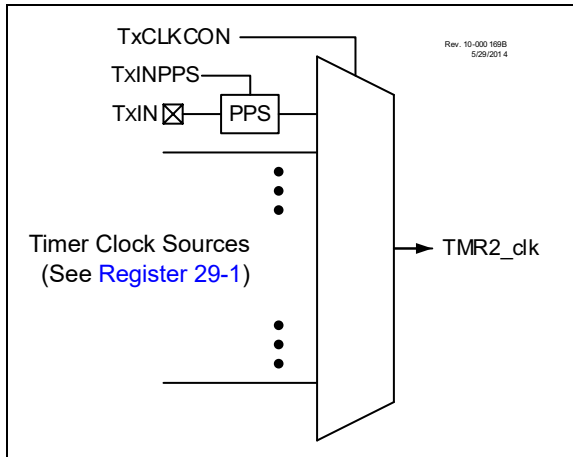 TxCLKCON
Rev. 10-000 169B
5/29/2014
TxINPPS
TxIN
PPS
Timer Clock Sources
(See Register 29-1)
TMR2_clk